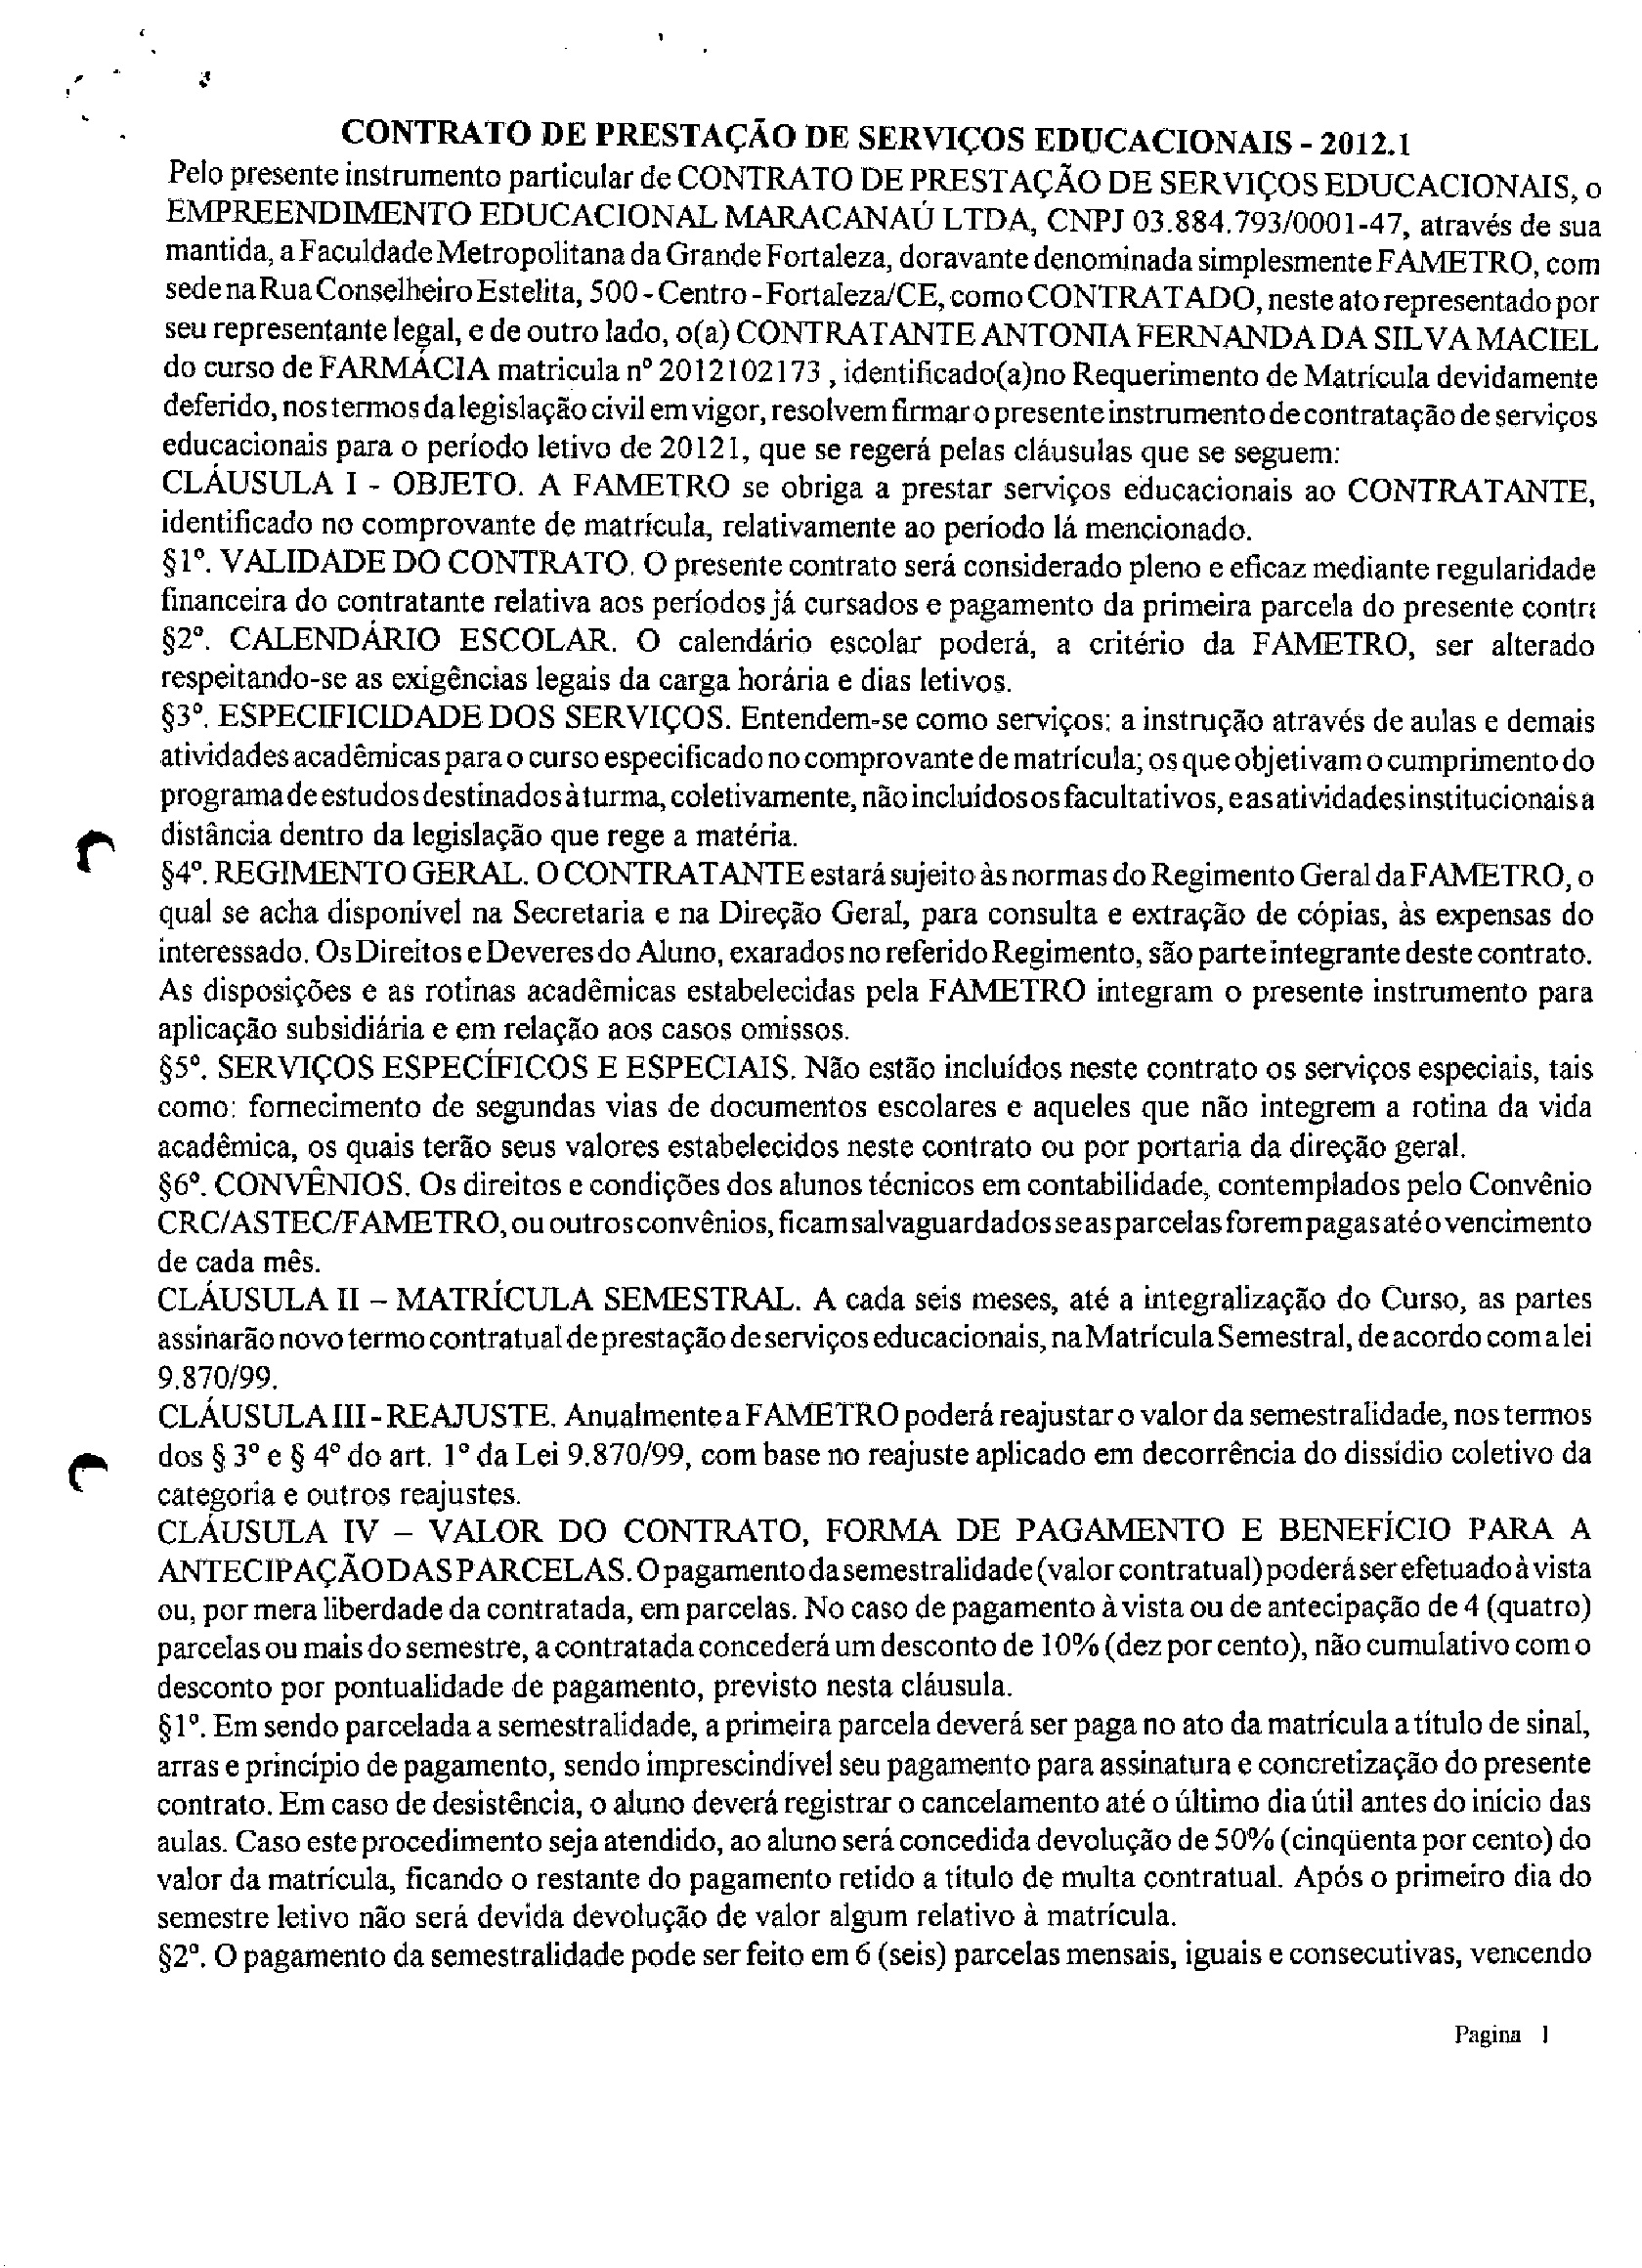 CONTRATO DE PRESTAÇÃO DE SERVIÇOS EDUCACIONAIS - 2012.1
Pelo presente instrumento particular de CONTRATO DE PRESTAÇÃO DE SERVIÇOS EDUCACIONAIS, o
EMPREENDIMENTO EDUCACIONAL MARACANAÚ LTDA, CNPJ 03.884.793/0001-47, através de sua
mantida, a Faculdade Metropolitana da Grande Fortaleza, doravante denominada simplesmente FAMETRO, com
sede na Rua Conselheiro Estelita, 500 - Centro - Fortaleza/CE, como CONTRATADO, neste ato representado por
seu representante legal, e de outro lado, o(a) CONTRATANTE ANTONIA FERNANDA DA SILVA MACIEL
do curso de FARMÁCIA matricula nº 2012102173 , identificado(a)no Requerimento de Matrícula devidamente
deferido, nos termos da legislação civil em vigor, resolvem firmar o presente instrumento de contratação de serviços
educacionais para o período letivo de 20121, que se regerá pelas cláusulas que se seguem:
CLÁUSULA I - OBJETO. A FAMETRO se obriga a prestar serviços educacionais ao CONTRATANTE,
identificado no comprovante de matrícula, relativamente ao período lá mencionado.
§1º. VALIDADE DO CONTRATO. O presente contrato será considerado pleno e eficaz mediante regularidade
financeira do contratante relativa aos períodos já cursados e pagamento da primeira parcela do presente contr
§2º. CALENDÁRIO ESCOLAR. O calendário escolar poderá, a critério da FAMETRO, ser alterado
respeitando-se as exigências legais da carga horária e dias letivos.
§3º. ESPECIFICIDADE DOS SERVIÇOS. Entendem-se como serviços: a instrução através de aulas e demais
atividades acadêmicas para o curso especificado no comprovante de matrícula; os que objetivam o cumprimento do
programa de estudos destinados à turma, coletivamente, não incluídos os facultativos, e as atividades institucionais a
distância dentro da legislação que rege a matéria.
§4º. REGIMENTO GERAL. O CONTRATANTE estará sujeito às normas do Regimento Geral da FAMETRO, o
qual se acha disponível na Secretaria e na Direção Geral, para consulta e extração de cópias, às expensas do
interessado. Os Direitos e Deveres do Aluno, exarados no referido Regimento, são parte integrante deste contrato.
As disposições e as rotinas acadêmicas estabelecidas pela FAMETRO integram o presente instrumento para
aplicação subsidiária e em relação aos casos omissos.
§5º. SERVIÇOS ESPECÍFICOS E ESPECIAIS. Não estão incluídos neste contrato os serviços especiais, tais
como: fornecimento de segundas vias de documentos escolares e aqueles que não integrem a rotina da vida
acadêmica, os quais terão seus valores estabelecidos neste contrato ou por portaria da direção geral.
§6º. CONVÊNIOS. Os direitos e condições dos alunos técnicos em contabilidade, contemplados pelo Convênio
CRC/ASTEC/FAMETRO, ou outros convênios, ficam salvaguardados se as parcelas forem pagas até o vencimento
de cada mês.
CLÁUSULA II – MATRÍCULA SEMESTRAL. A cada seis meses, até a integralização do Curso, as partes
assinarão novo termo contratual de prestação de serviços educacionais, na Matrícula Semestral, de acordo com a lei
9.870/99.
CLÁUSULA III - REAJUSTE. Anualmente a FAMETRO poderá reajustar o valor da semestralidade, nos termos
dos § 3º e § 4º do art. 1º da Lei 9.870/99, com base no reajuste aplicado em decorrência do dissídio coletivo da
categoria e outros reajustes.
CLÁUSULA IV – VALOR DO CONTRATO, FORMA DE PAGAMENTO E BENEFÍCIO PARA A
ANTECIPAÇÃO DAS PARCELAS. O pagamento da semestralidade (valor contratual) poderá ser efetuado à vista
ou, por mera liberdade da contratada, em parcelas. No caso de pagamento à vista ou de antecipação de 4 (quatro)
parcelas ou mais do semestre, a contratada concederá um desconto de 10% (dez por cento), não cumulativo com o
desconto por pontualidade de pagamento, previsto nesta cláusula.
§1º. Em sendo parcelada a semestralidade, a primeira parcela deverá ser paga no ato da matrícula a título de sinal,
arras e princípio de pagamento, sendo imprescindível seu pagamento para assinatura e concretização do presente
contrato. Em caso de desistência, o aluno deverá registrar o cancelamento até o último dia útil antes do início das
aulas. Caso este procedimento seja atendido, ao aluno será concedida devolução de 50% (cinqüenta por cento) do
valor da matrícula, ficando o restante do pagamento retido a título de multa contratual. Após o primeiro dia do
semestre letivo não será devida devolução de valor algum relativo à matrícula.
§2º. O pagamento da semestralidade pode ser feito em 6 (seis) parcelas mensais, iguais e consecutivas, vencendo
Pagina 1